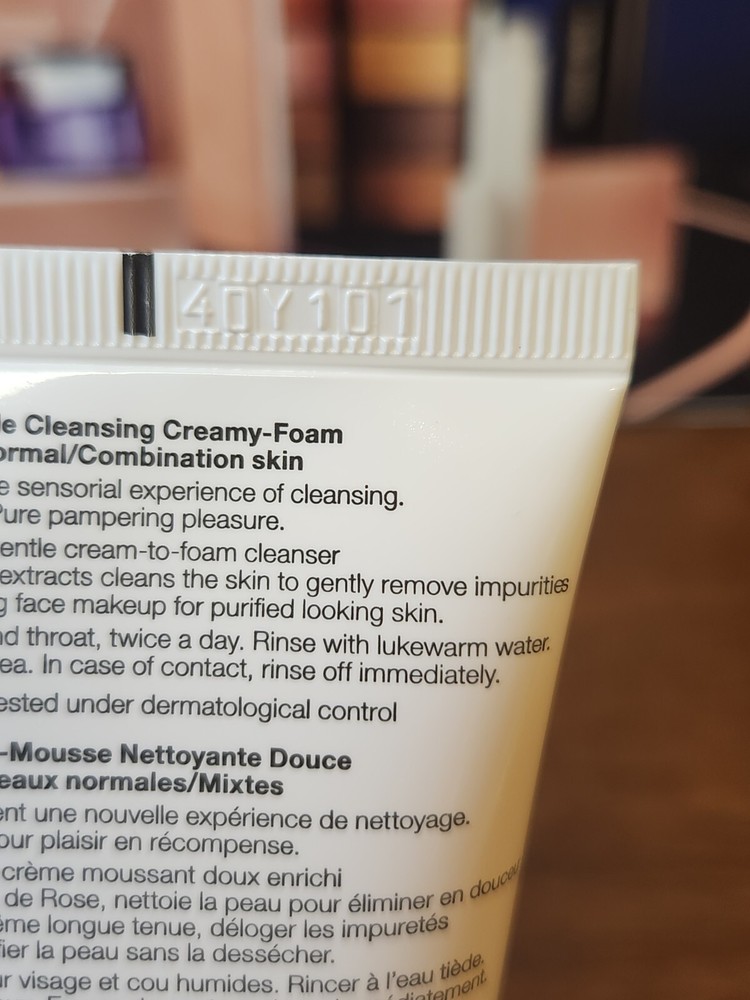 40Y101
le Cleansing Creamy-Foam
ormal/Combination skin
e sensorial experience of cleansing.
Pure pampering pleasure.
entle cream-to-foam cleanser
extracts cleans the skin to gently remove impurities
g face makeup for purified looking skin.
nd throat, twice a day. Rinse with lukewarm water.
ea. In case of contact, rinse off immediately.
ested under dermatological control
-Mousse Nettoyante Douce
eaux normales/Mixtes
ent une nouvelle expérience de nettoyage.
our plaisir en récompense.
crème moussant doux enrichi
de Rose, nettoie la peau pour éliminer en douceur
ème longue tenue, déloger les impuretés
fier la peau sans la dessécher.
ur visage et cou humides. Rincer à l'eau tiède.